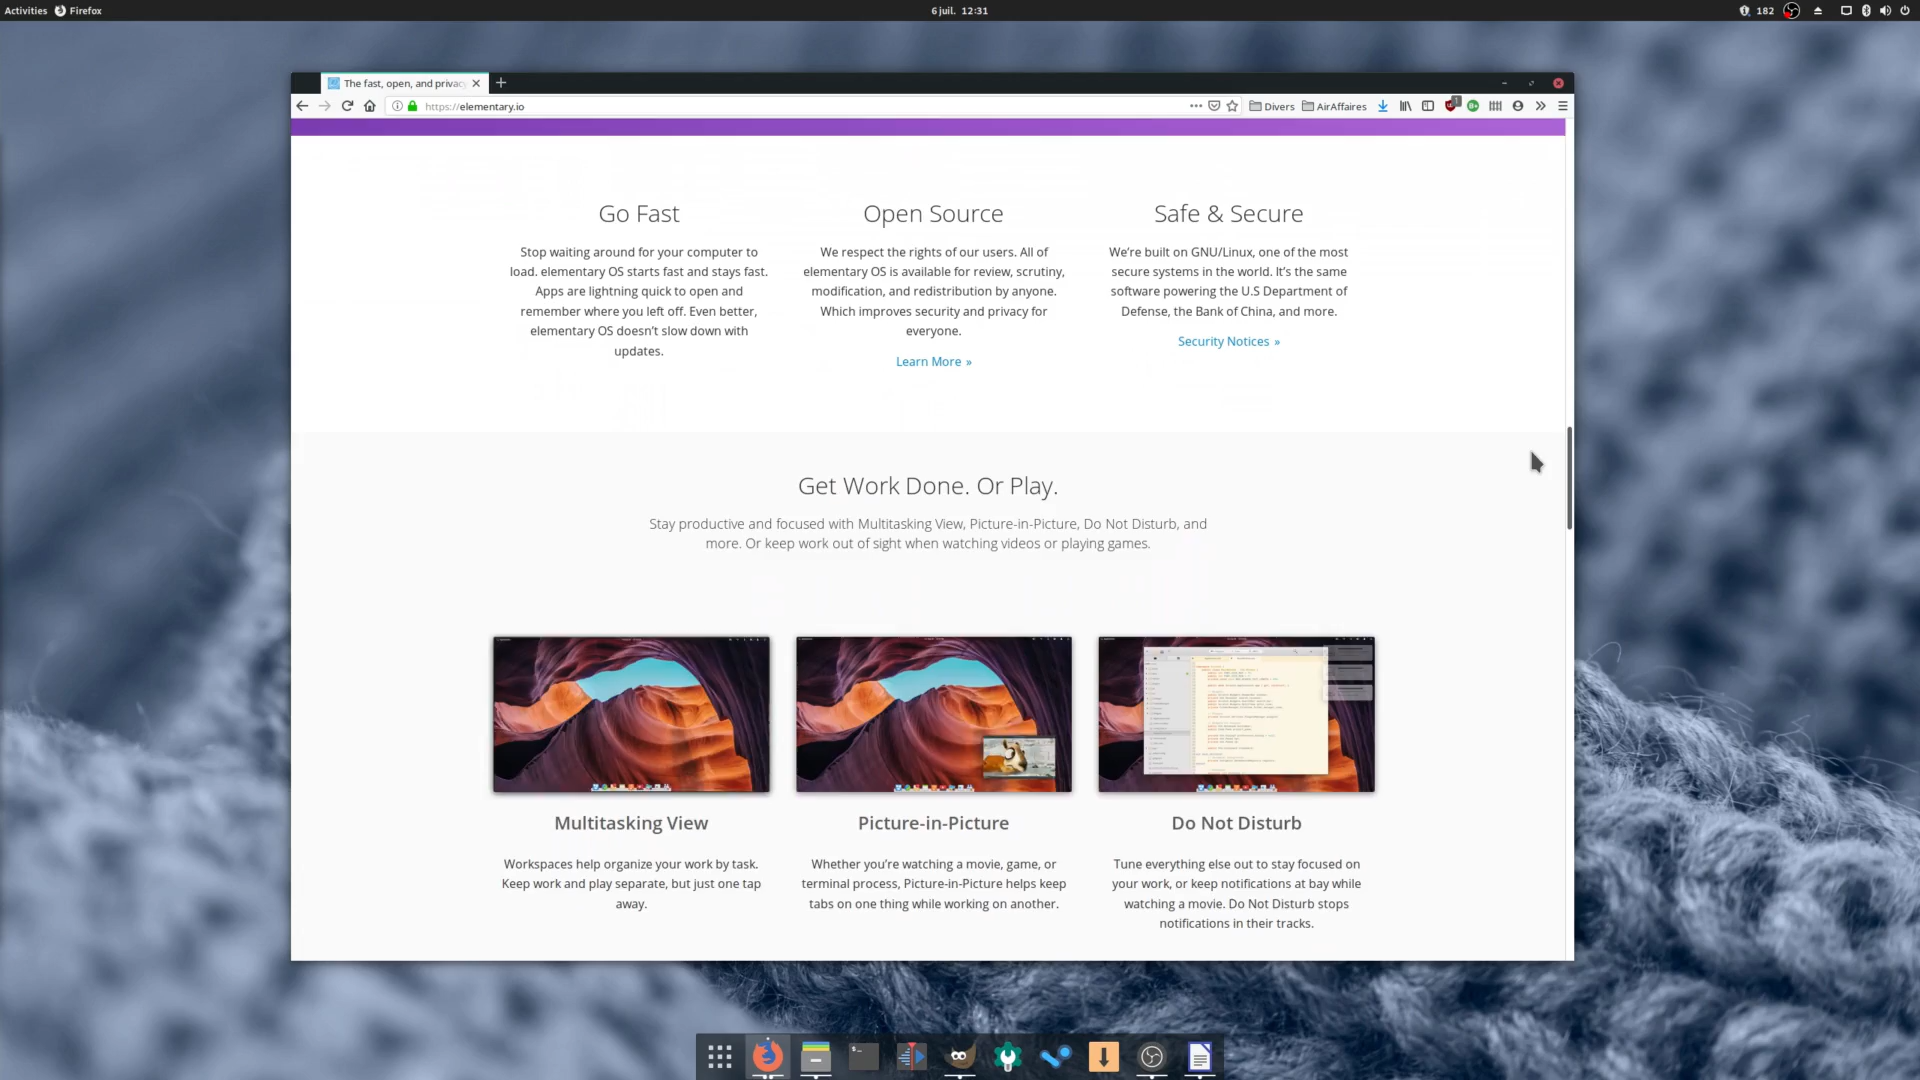 Activities Firefox
6 juil. 12:31
182
The fast, open, and privac
https://elementary.io
Divers AirAffaires
Go Fast
Stop waiting around for your computer to
load. elementary OS starts fast and stays fast.
Apps are lightning quick to open and
remember where you left off. Even better,
elementary OS doesn't slow down with
updates.
Open Source
We respect the rights of our users. All of
elementary OS is available for review, scrutiny,
modification, and redistribution by anyone.
Which improves security and privacy for
everyone.
Learn More »
Safe & Secure
We're built on GNU/Linux, one of the most
secure systems in the world. It's the same
software powering the U.S Department of
Defense, the Bank of China, and more.
Security Notices »
Get Work Done. Or Play.
Stay productive and focused with Multitasking View, Picture-in-Picture, Do Not Disturb, and
more. Or keep work out of sight when watching videos or playing games.
Multitasking View
Workspaces help organize your work by task.
Keep work and play separate, but just one tap
away.
Picture-in-Picture
Whether you're watching a movie, game, or
terminal process, Picture-in-Picture helps keep
tabs on one thing while working on another.
Do Not Disturb
Tune everything else out to stay focused on
your work, or keep notifications at bay while
watching a movie. Do Not Disturb stops
notifications in their tracks.